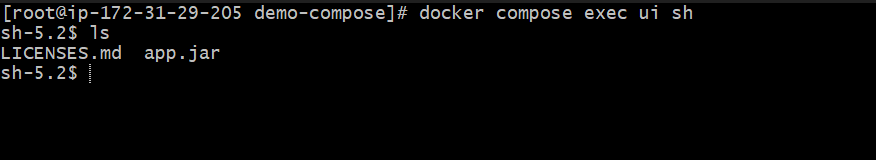 [root@ip-172-31-29-205 demo-compose]# docker compose exec ui sh
sh-5.2$ ls
LICENSES.md  app.jar
sh-5.2$